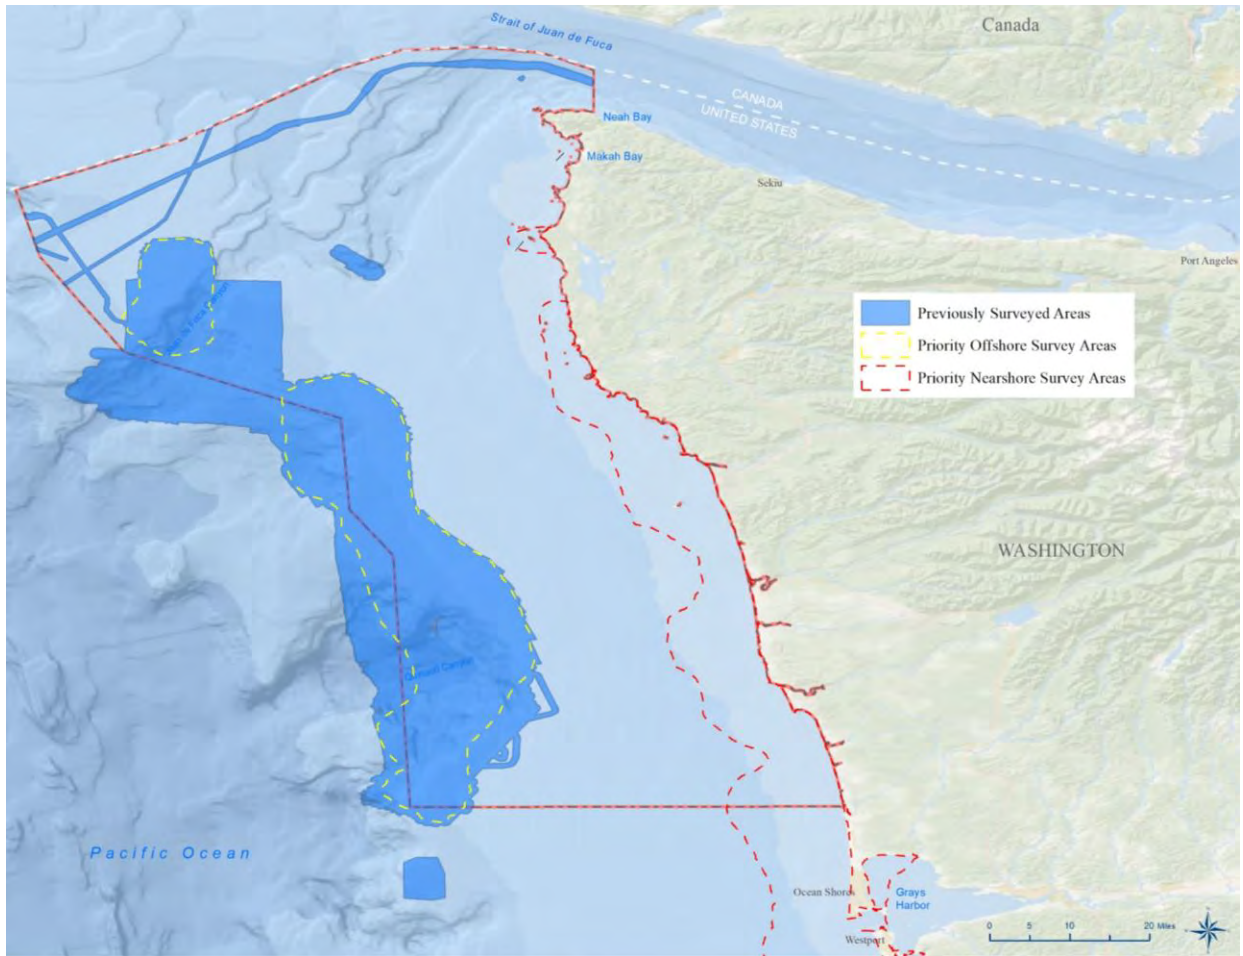 Strait of Juan de Fuca
Canada
CANADA
UNITED STATES
Neah Bay
Makah Bay
Sekiu
Port Angeles
Previously Surveyed Areas
Priority Offshore Survey Areas
Priority Nearshore Survey Areas
WASHINGTON
Pacific Ocean
Ocean Shores
Grays
Harbor
Westport
0 5 10 20 Miles